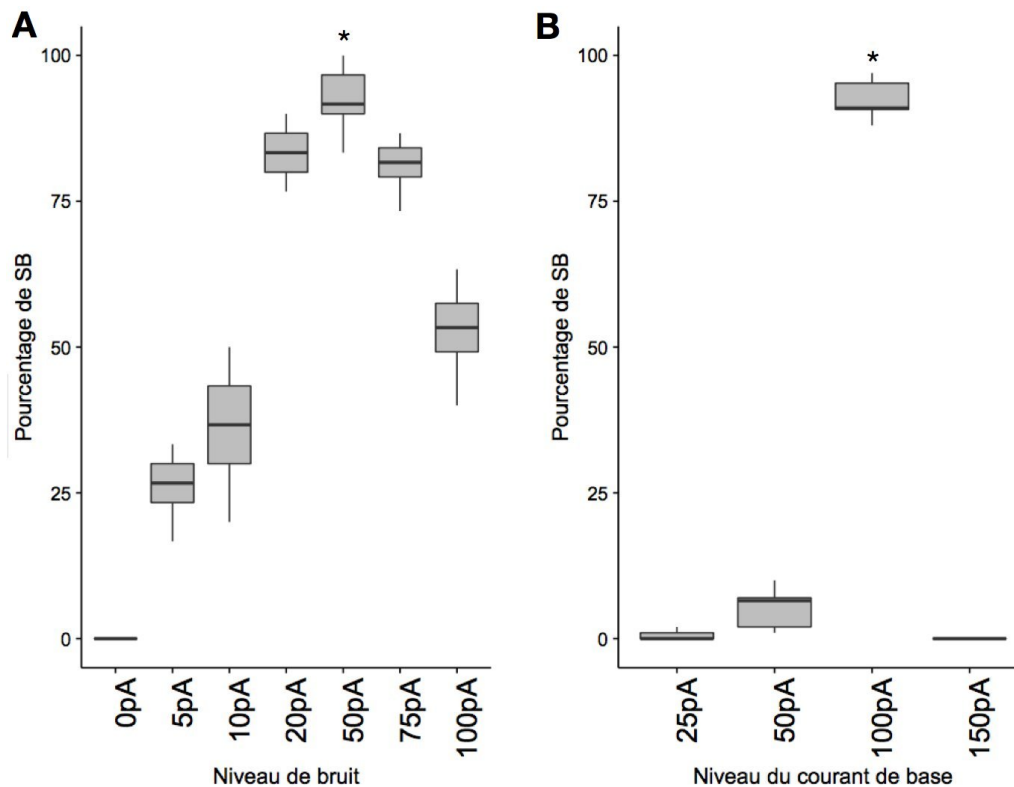 A
*
100
75
50
25
0
Pourcentage de SB
0pA
5pA
10pA
20pA
50pA
75pA
100pA
Niveau de bruit
B
*
100
75
50
25
0
Pourcentage de SB
25pA
50pA
100pA
150pA
Niveau du courant de base